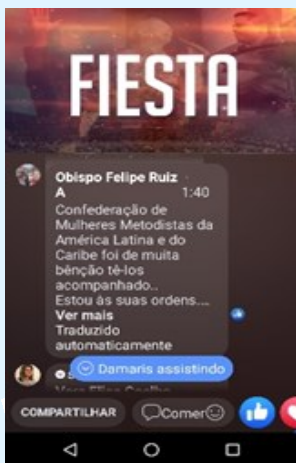 FIESTA
Obispo Felipe Ruiz
A 1:40
Confederação de
Mulheres Metodistas da
América Latina e do
Caribe foi de muita
bênção tê-los
acompanhado..
Estou às suas ordens....
Ver mais
Traduzido
automaticamente
Damaris assistindo
COMPARTILHAR Comer